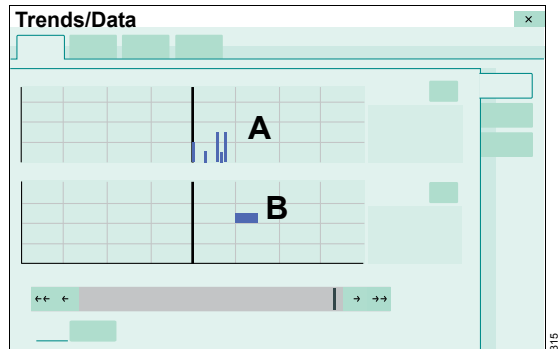 Trends/Data
×
A
B
←← ←
→ →→
315